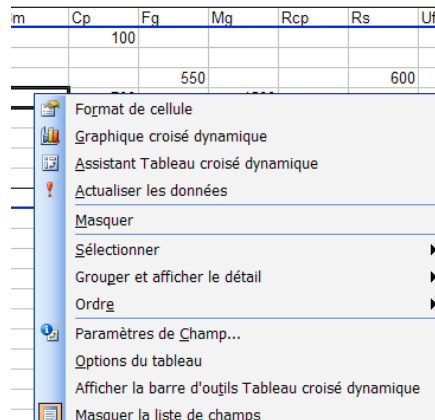 m Cp Fg Mg Rcp Rs Uf
100
550 600
Format de cellule
Graphique croisé dynamique
Assistant Tableau croisé dynamique
Actualiser les données
Masquer
Sélectionner
Grouper et afficher le détail
Ordre
Paramètres de Champ...
Options du tableau
Afficher la barre d'outils Tableau croisé dynamique
Masquer la liste de champs